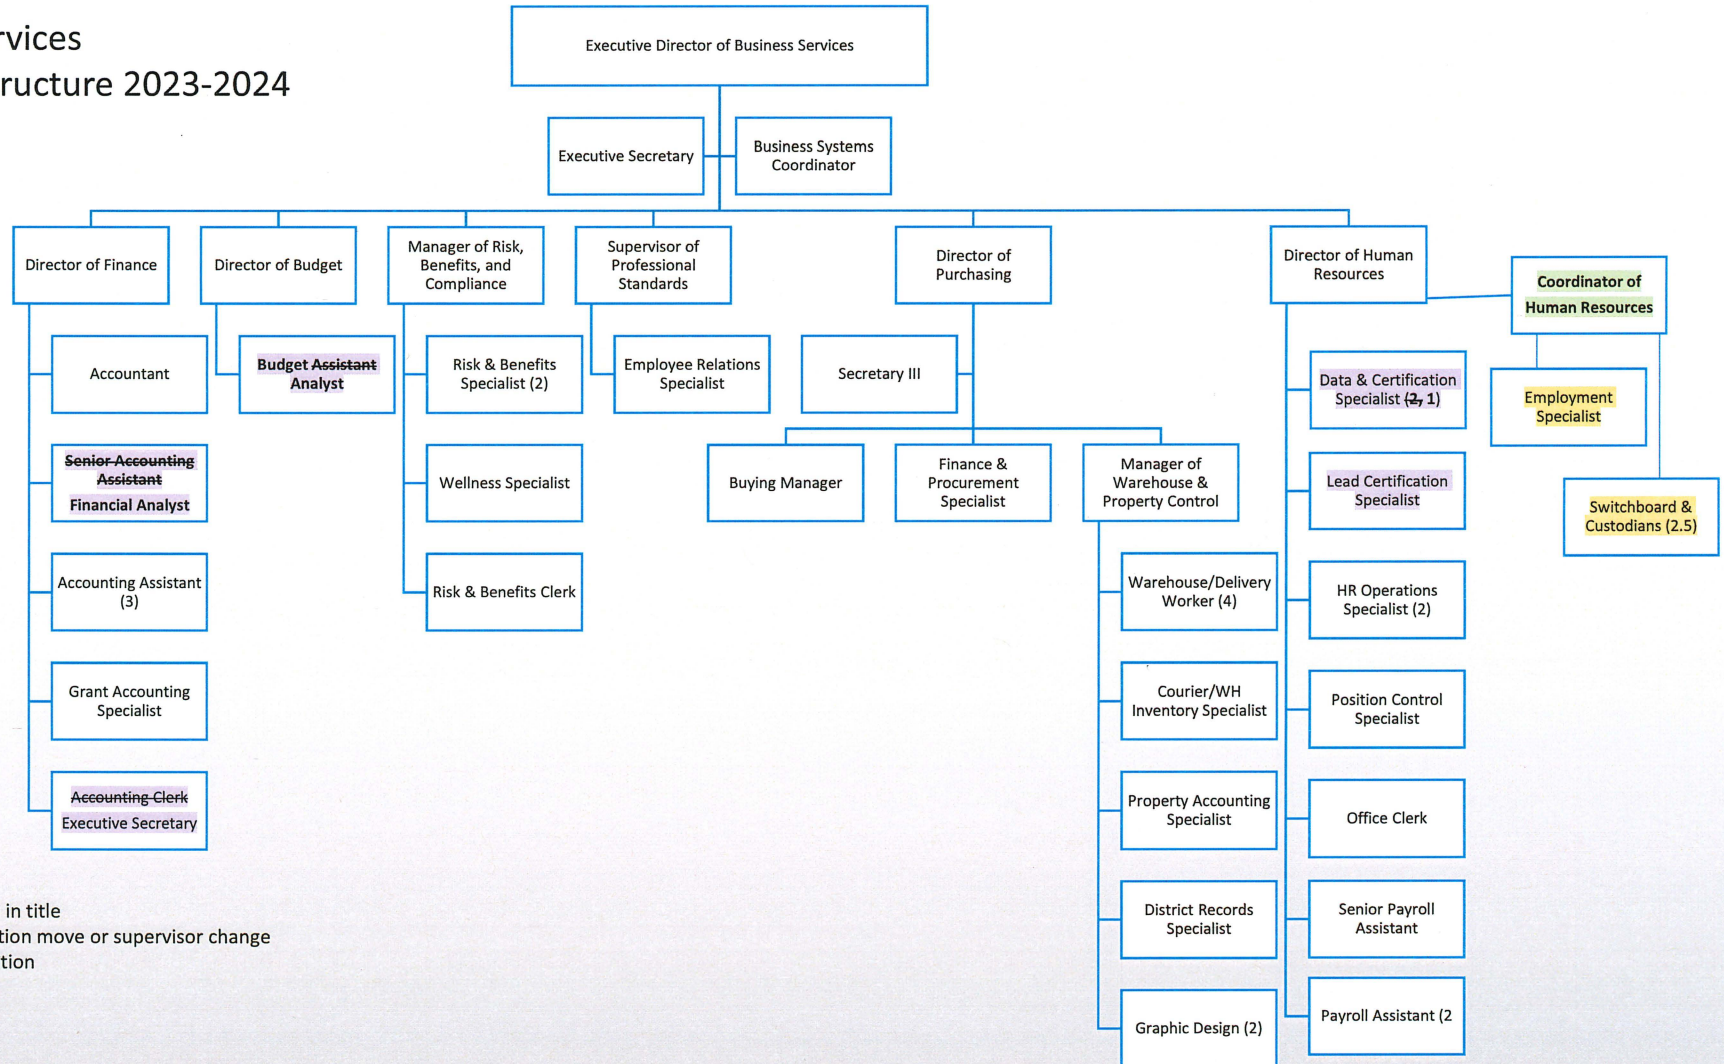 rvices
ructure 2023-2024
Executive Director of Business Services
Executive Secretary
Business Systems
Coordinator
Director of Finance
Director of Budget
Manager of Risk,
Benefits, and
Compliance
Supervisor of
Professional
Standards
Director of
Purchasing
Director of Human
Resources
Coordinator of
Human Resources
Accountant
Senior Accounting
Assistant
Financial Analyst
Accounting Assistant
(3)
Grant Accounting
Specialist
Accounting Clerk
Executive Secretary
Budget Assistant
Analyst
Risk & Benefits
Specialist (2)
Wellness Specialist
Risk & Benefits Clerk
Employee Relations
Specialist
Secretary III
Buying Manager
Finance &
Procurement
Specialist
Manager of
Warehouse &
Property Control
Warehouse/Delivery
Worker (4)
Courier/WH
Inventory Specialist
Property Accounting
Specialist
District Records
Specialist
Graphic Design (2)
Data & Certification
Specialist (2, 1)
Lead Certification
Specialist
HR Operations
Specialist (2)
Position Control
Specialist
Office Clerk
Senior Payroll
Assistant
Payroll Assistant (2
Employment
Specialist
Switchboard &
Custodians (2.5)
in title
tion move or supervisor change
tion